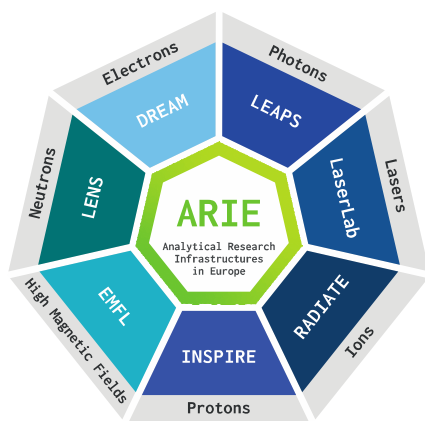 Electrons
DREAM
Photons
LEAPS
Lasers
LaserLab
Ions
RADIATE
Protons
INSPIRE
High Magnetic Fields
EMFL
Neutrons
LENS
ARIE
Analytical Research
Infrastructures
in Europe